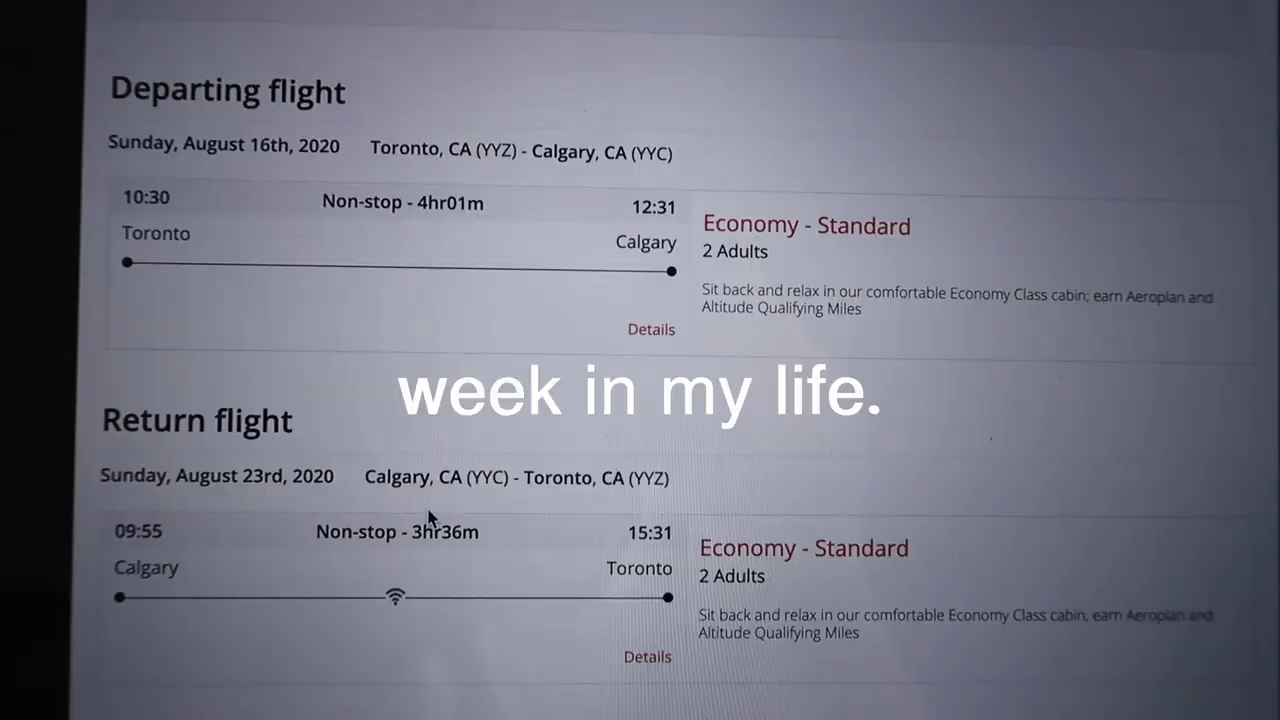 Departing flight
Sunday, August 16th, 2020 Toronto, CA (YYZ) - Calgary, CA (YYC)
10:30 Non-stop - 4hr01m 12:31
Toronto Calgary
Economy - Standard
2 Adults
Sit back and relax in our comfortable Economy Class cabin; earn Aeroplan and
Altitude Qualifying Miles
Details
week in my life.
Return flight
Sunday, August 23rd, 2020 Calgary, CA (YYC) - Toronto, CA (YYZ)
09:55 Non-stop - 3hr36m 15:31
Calgary Toronto
Economy - Standard
2 Adults
Sit back and relax in our comfortable Economy Class cabin; earn Aeroplan and
Altitude Qualifying Miles
Details